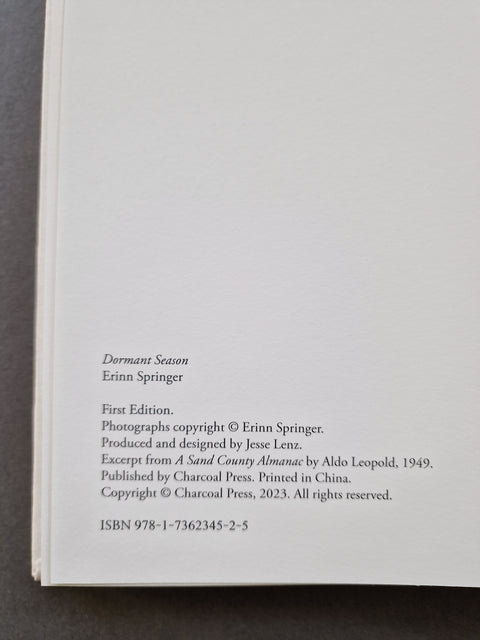 Dormant Season
Erinn Springer
First Edition.
Photographs copyright © Erinn Springer.
Produced and designed by Jesse Lenz.
Excerpt from A Sand County Almanac by Aldo Leopold, 1949.
Published by Charcoal Press. Printed in China.
Copyright © Charcoal Press, 2023. All rights reserved.
ISBN 978-1-7362345-2-5